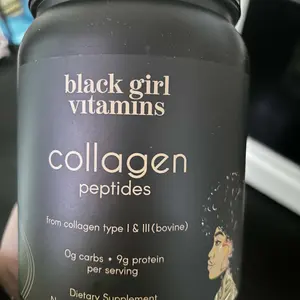 black girl
vitamins
collagen
peptides
from collagen type I & III (bovine)
0g carbs • 9g protein
per serving
Dietary Supplement